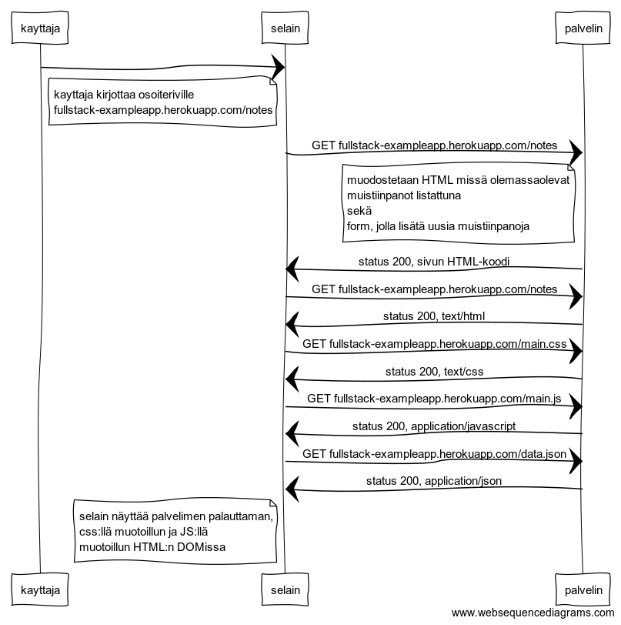 kayttaja
selain
palvelin
kayttaja kirjottaa osoiteriville
fullstack-exampleapp.herokuapp.com/notes
GET fullstack-exampleapp.herokuapp.com/notes
muodostetaan HTML missä olemassaolevat
muistiinpanot listattuna
sekä
form, jolla lisätä uusia muistiinpanoja
status 200, sivun HTML-koodi
GET fullstack-exampleapp.herokuapp.com/notes
status 200, text/html
GET fullstack-exampleapp.herokuapp.com/main.css
status 200, text/css
GET fullstack-exampleapp.herokuapp.com/main.js
status 200, application/javascript
GET fullstack-exampleapp.herokuapp.com/data.json
status 200, application/json
selain näyttää palvelimen palauttaman,
css:llä muotoillun ja JS:llä
muotoillun HTML:n DOMissa
kayttaja
selain
palvelin
www.websequencediagrams.com